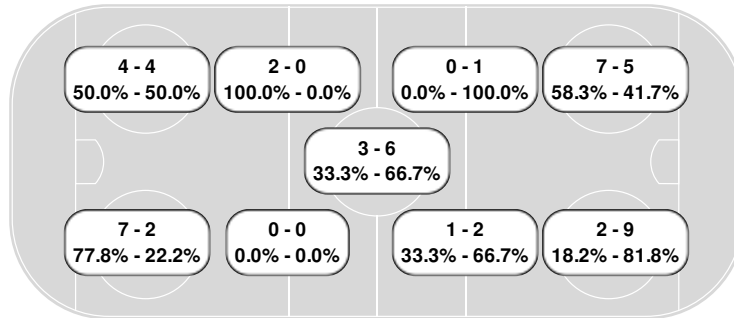 4 - 4
50.0% - 50.0%
2 - 0
100.0% - 0.0%
0 - 1
0.0% - 100.0%
7 - 5
58.3% - 41.7%
3 - 6
33.3% - 66.7%
7 - 2
77.8% - 22.2%
0 - 0
0.0% - 0.0%
1 - 2
33.3% - 66.7%
2 - 9
18.2% - 81.8%